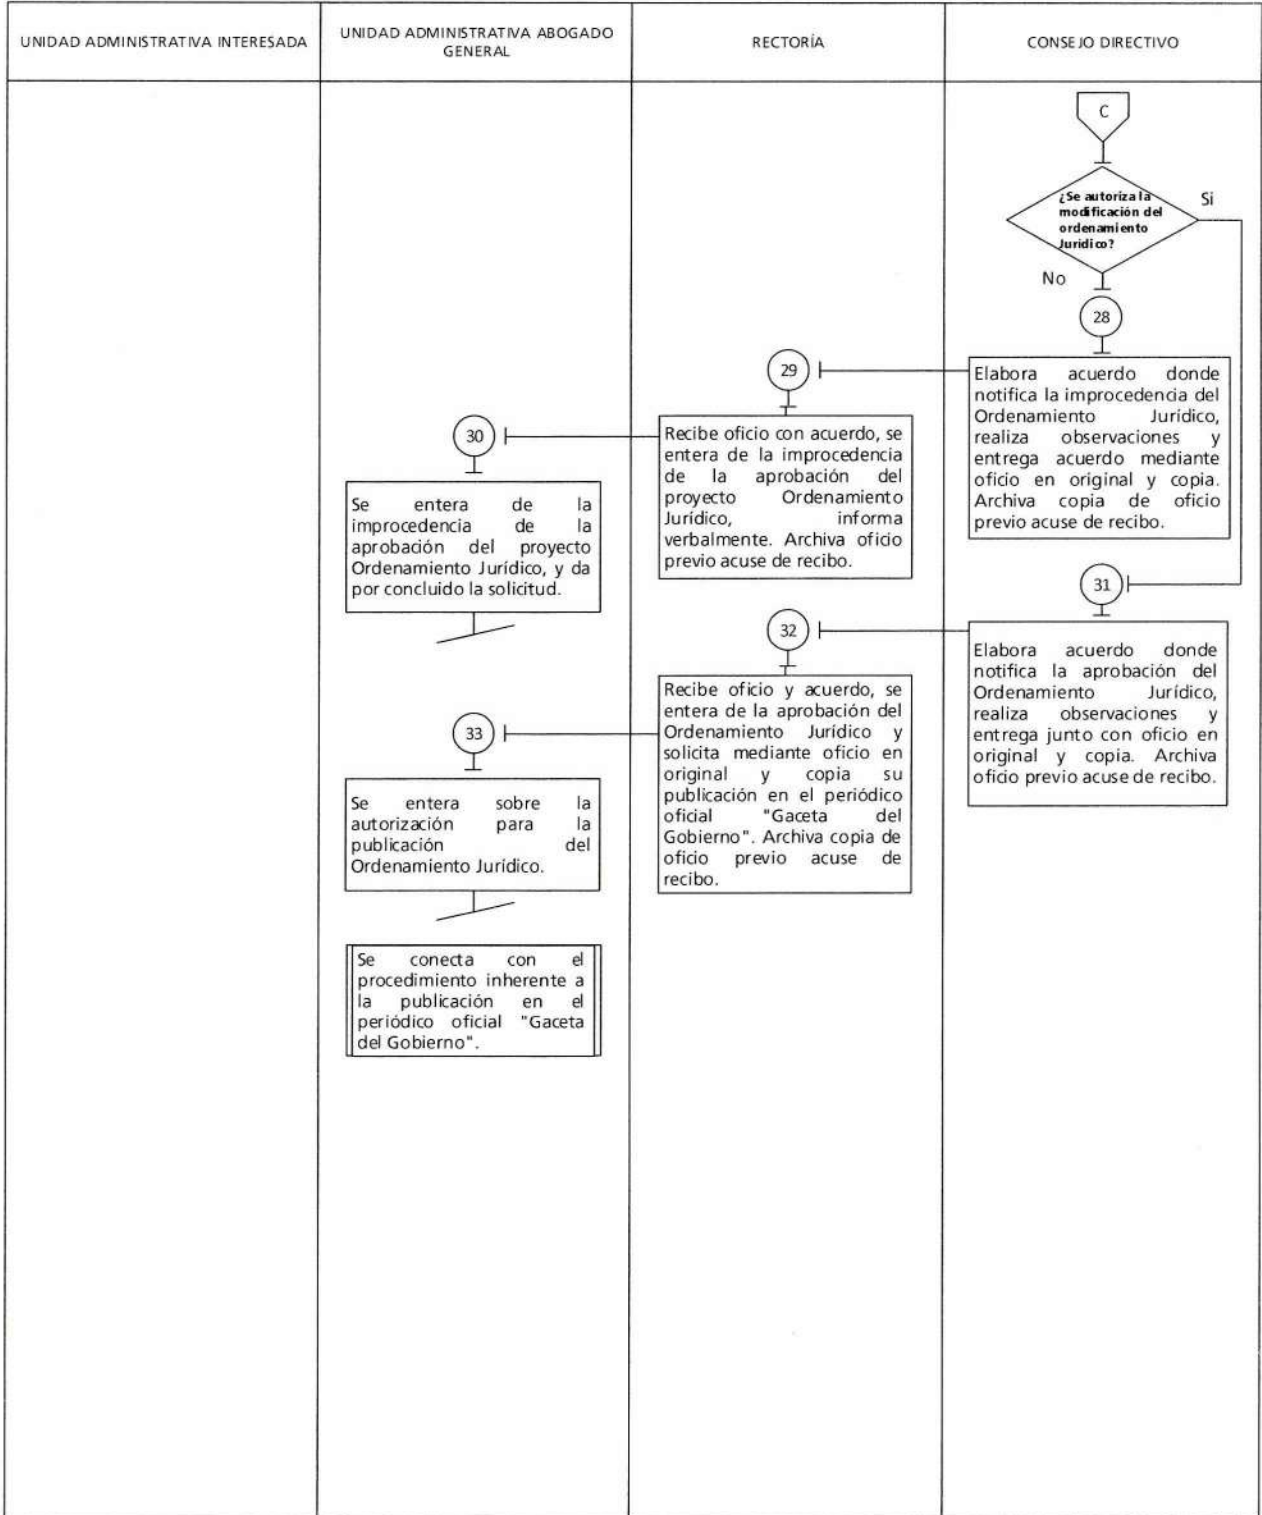 UNIDAD ADMINISTRATIVA INTERESADA
UNIDAD ADMINISTRATIVA ABOGADO
GENERAL
RECTORÍA
CONSEJO DIRECTIVO
C
¿Se autoriza la
modificación del
ordenamiento
Juridico?
Si
No
28
Elabora acuerdo donde
notifica la improcedencia del
Ordenamiento Jurídico,
realiza observaciones y
entrega acuerdo mediante
oficio en original y copia.
Archiva copia de oficio
previo acuse de recibo.
29
Recibe oficio con acuerdo, se
entera de la improcedencia
de la aprobación del
proyecto Ordenamiento
Jurídico, informa
verbalmente. Archiva oficio
previo acuse de recibo.
30
Se entera de la
improcedencia de la
aprobación del proyecto
Ordenamiento Jurídico, y da
por concluido la solicitud.
31
Elabora acuerdo donde
notifica la aprobación del
Ordenamiento Jurídico,
realiza observaciones y
entrega junto con oficio en
original y copia. Archiva
oficio previo acuse de recibo.
32
Recibe oficio y acuerdo, se
entera de la aprobación del
Ordenamiento Jurídico y
solicita mediante oficio en
original y copia su
publicación en el periódico
oficial "Gaceta del
Gobierno". Archiva copia de
oficio previo acuse de
recibo.
33
Se entera sobre la
autorización para la
publicación del
Ordenamiento Jurídico.
Se conecta con el
procedimiento inherente a
la publicación en el
periódico oficial "Gaceta
del Gobierno".